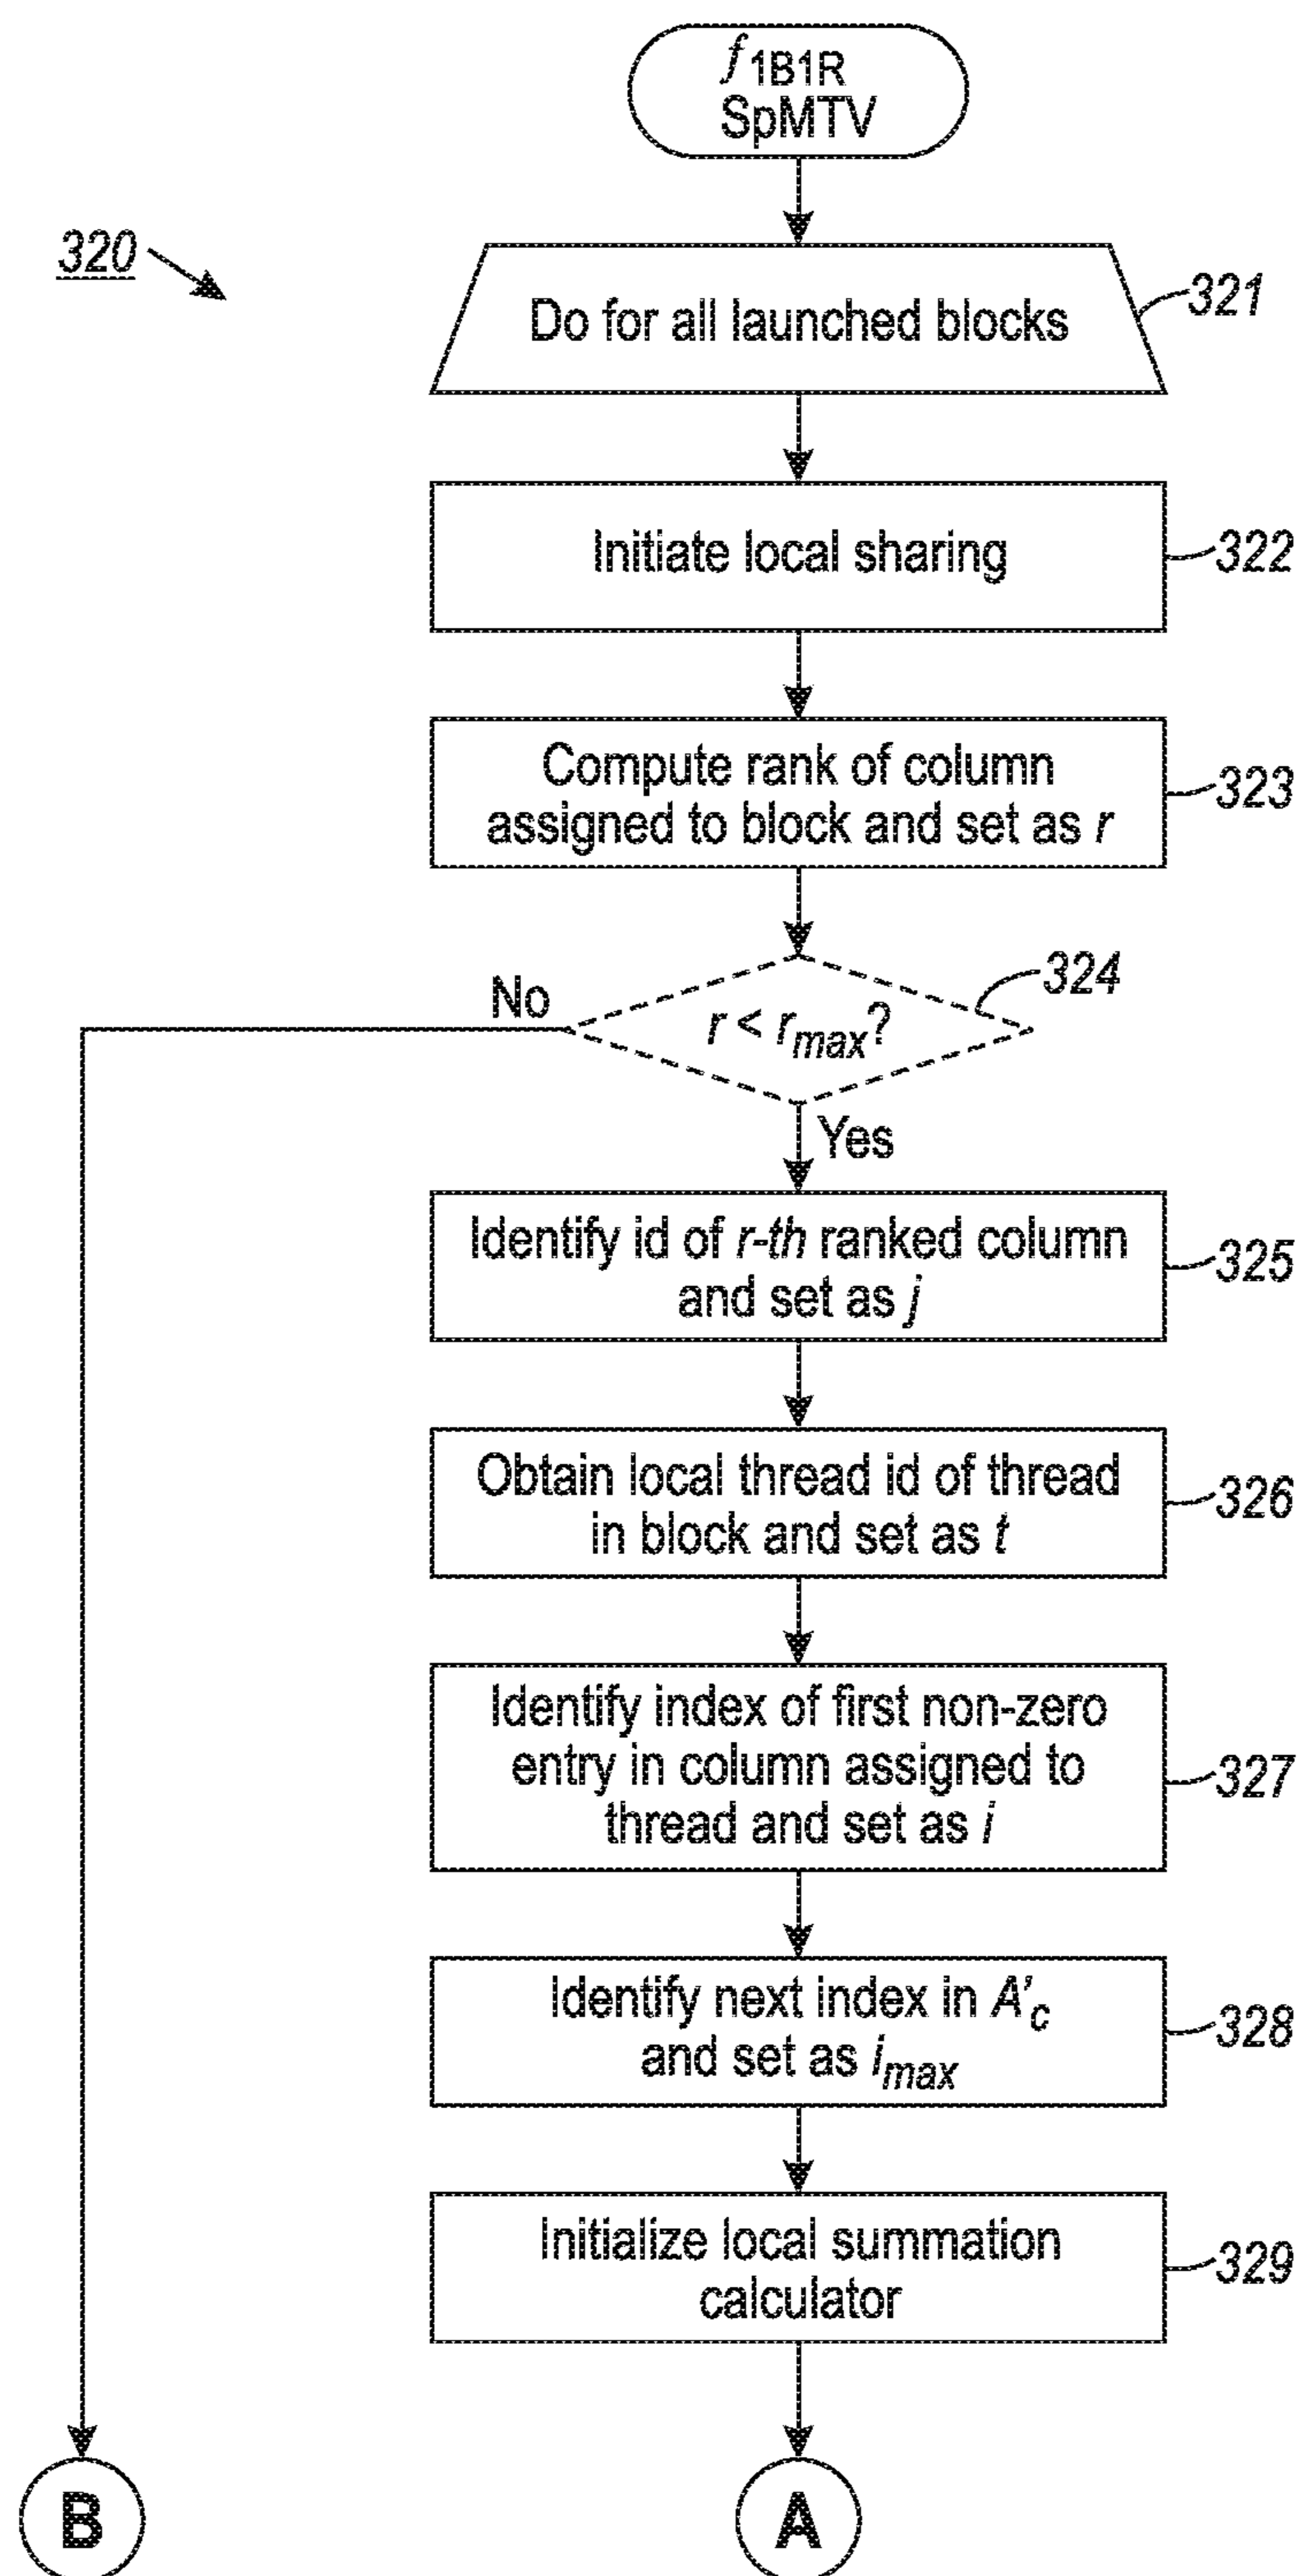 f1B1R
SpMTV
320
Do for all launched blocks
321
Initiate local sharing
322
Compute rank of column
assigned to block and set as r
323
No
r < rmax?
324
Yes
Identify id of r-th ranked column
and set as j
325
Obtain local thread id of thread
in block and set as t
326
Identify index of first non-zero
entry in column assigned to
thread and set as i
327
Identify next index in A'c
and set as imax
328
Initialize local summation
calculator
329
B
A